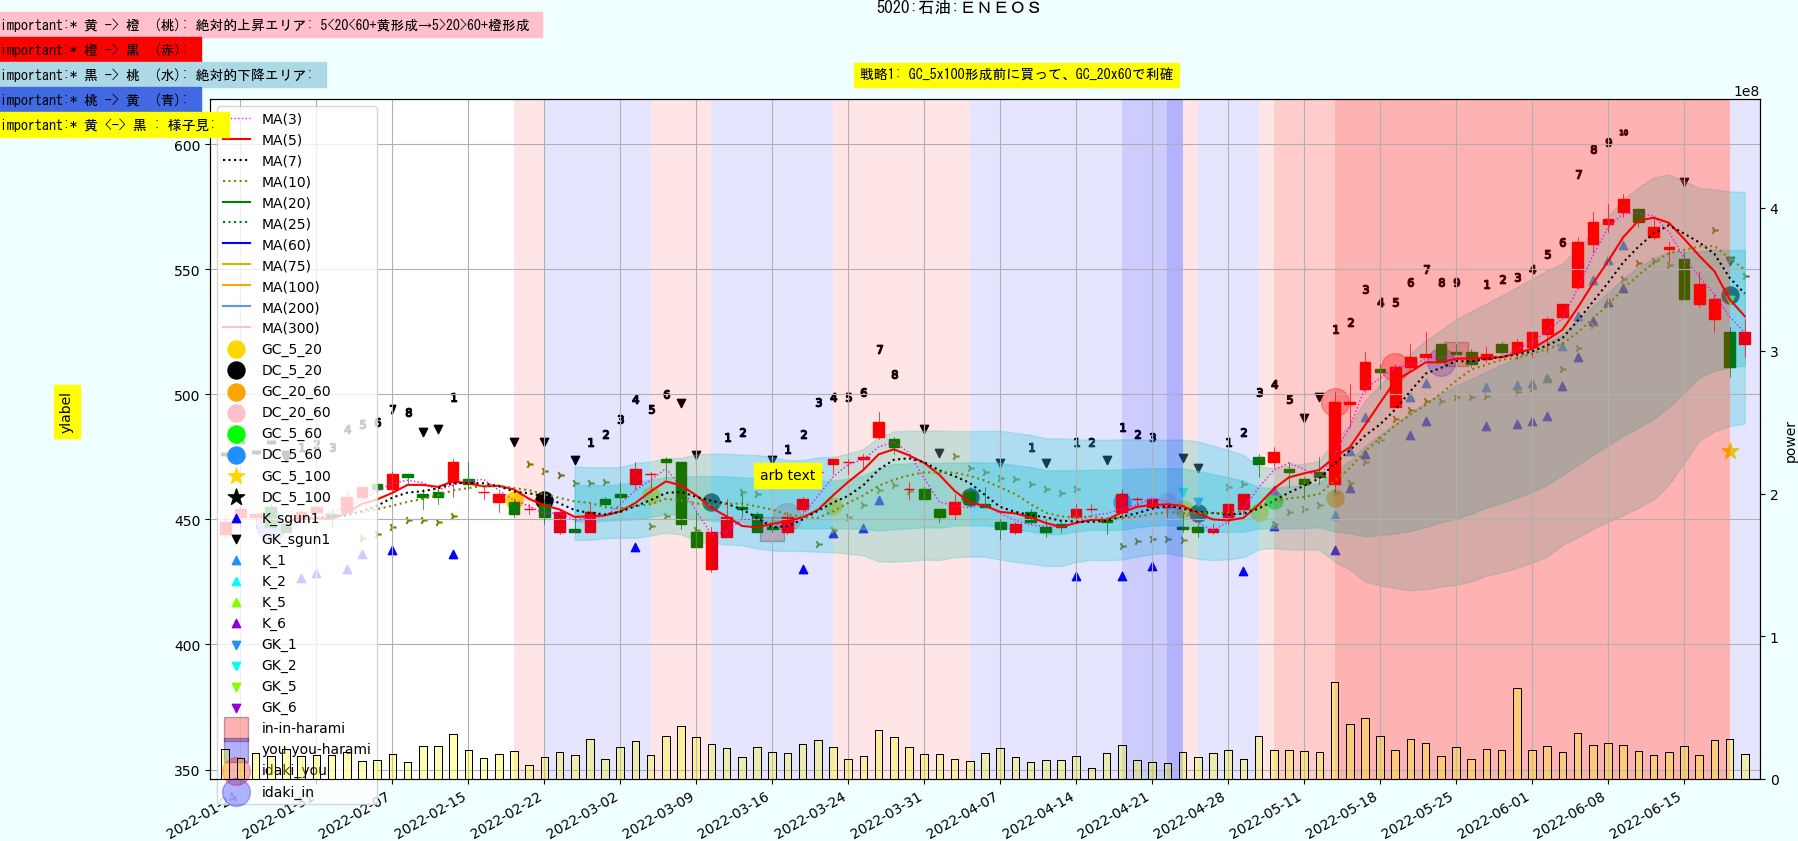 5020:石油:ＥＮＥＯＳ
important:* 黄 -> 橙 （桃）: 絶対的上昇エリア: 5<20<60+黄形成→5>20>60+橙形成
important:* 橙 -> 黒 （赤）:
important:* 黒 -> 桃 （水）: 絶対的下降エリア:
important:* 桃 -> 黄 （青）:
important:* 黄 <-> 黒 : 様子見:
戦略1: GC_5x100形成前に買って、GC_20x60で利確
1e8
MA(3)
MA(5)
MA(7)
MA(10)
MA(20)
MA(25)
MA(60)
MA(75)
MA(100)
MA(200)
MA(300)
GC_5_20
DC_5_20
GC_20_60
DC_20_60
GC_5_60
DC_5_60
GC_5_100
DC_5_100
K_sgun1
GK_sgun1
K_1
K_2
K_5
K_6
GK_1
GK_2
GK_5
GK_6
in-in-harami
you-you-harami
idaki_you
idaki_in
arb text
ylabel
power
600
550
500
450
400
350
4
3
2
1
0
2022-01-31
2022-02-07
2022-02-15
2022-02-22
2022-03-02
2022-03-09
2022-03-16
2022-03-24
2022-03-31
2022-04-07
2022-04-14
2022-04-21
2022-04-28
2022-05-11
2022-05-18
2022-05-25
2022-06-01
2022-06-08
2022-06-15